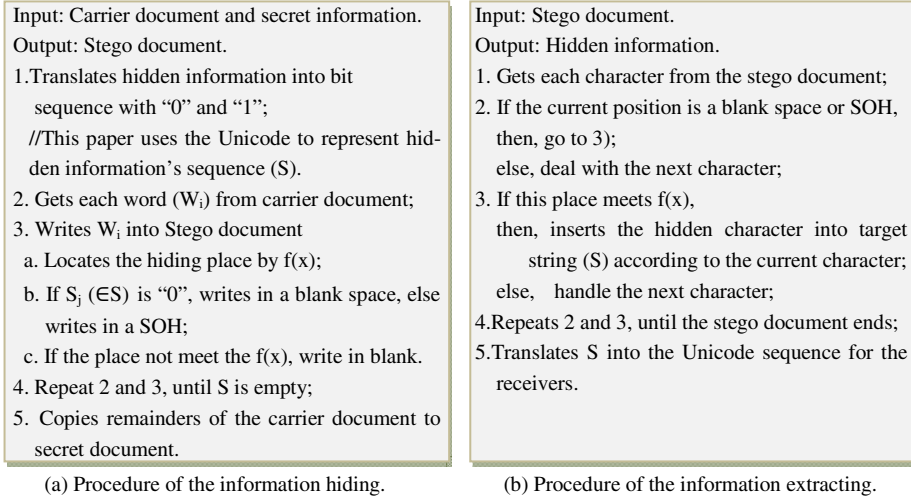 Input: Carrier document and secret information.
Output: Stego document.
1.Translates hidden information into bit
sequence with “0” and “1”;
//This paper uses the Unicode to represent hid-
den information’s sequence (S).
2. Gets each word (Wi) from carrier document;
3. Writes Wi into Stego document
a. Locates the hiding place by f(x);
b. If Sj (∈S) is “0”, writes in a blank space, else
writes in a SOH;
c. If the place not meet the f(x), write in blank.
4. Repeat 2 and 3, until S is empty;
5. Copies remainders of the carrier document to
secret document.
(a) Procedure of the information hiding.
Input: Stego document.
Output: Hidden information.
1. Gets each character from the stego document;
2. If the current position is a blank space or SOH,
then, go to 3);
else, deal with the next character;
3. If this place meets f(x),
then, inserts the hidden character into target
string (S) according to the current character;
else, handle the next character;
4.Repeats 2 and 3, until the stego document ends;
5.Translates S into the Unicode sequence for the
receivers.
(b) Procedure of the information extracting.